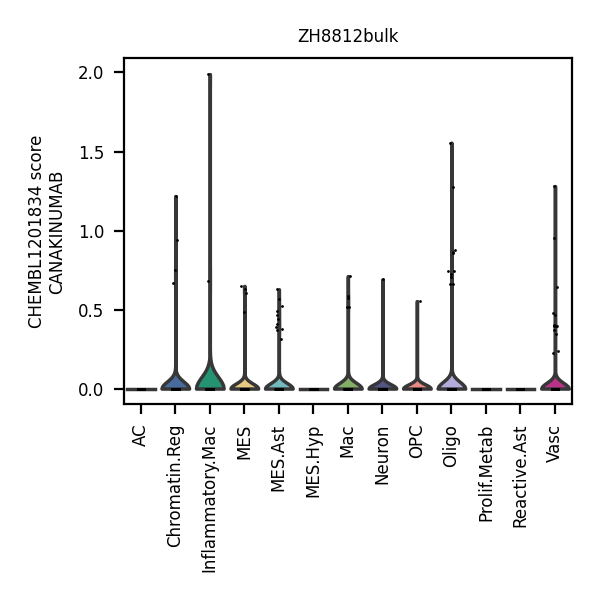 ZH8812bulk
CHEMBL1201834 score
CANAKINUMAB
2.0
1.5
1.0
0.5
0.0
AC
Chromatin.Reg
Inflammatory.Mac
MES
MES.Ast
MES.Hyp
Mac
Neuron
OPC
Oligo
Prolif.Metab
Reactive.Ast
Vasc